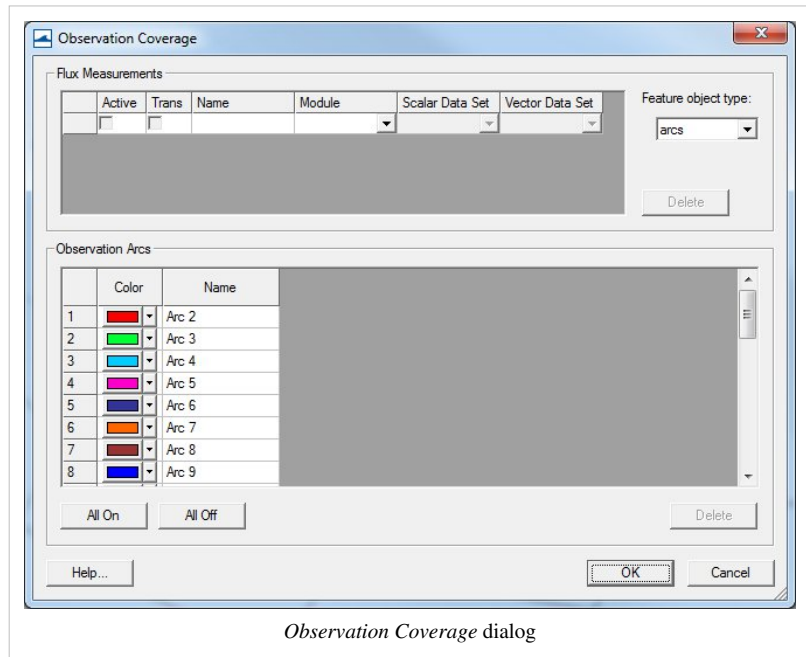 Observation Coverage
Flux Measurements
Active Trans Name Module Scalar Data Set Vector Data Set
Feature object type:
arcs
Delete
Observation Arcs
Color Name
1 Arc 2
2 Arc 3
3 Arc 4
4 Arc 5
5 Arc 6
6 Arc 7
7 Arc 8
8 Arc 9
All On All Off Delete
Help... OK Cancel
Observation Coverage dialog